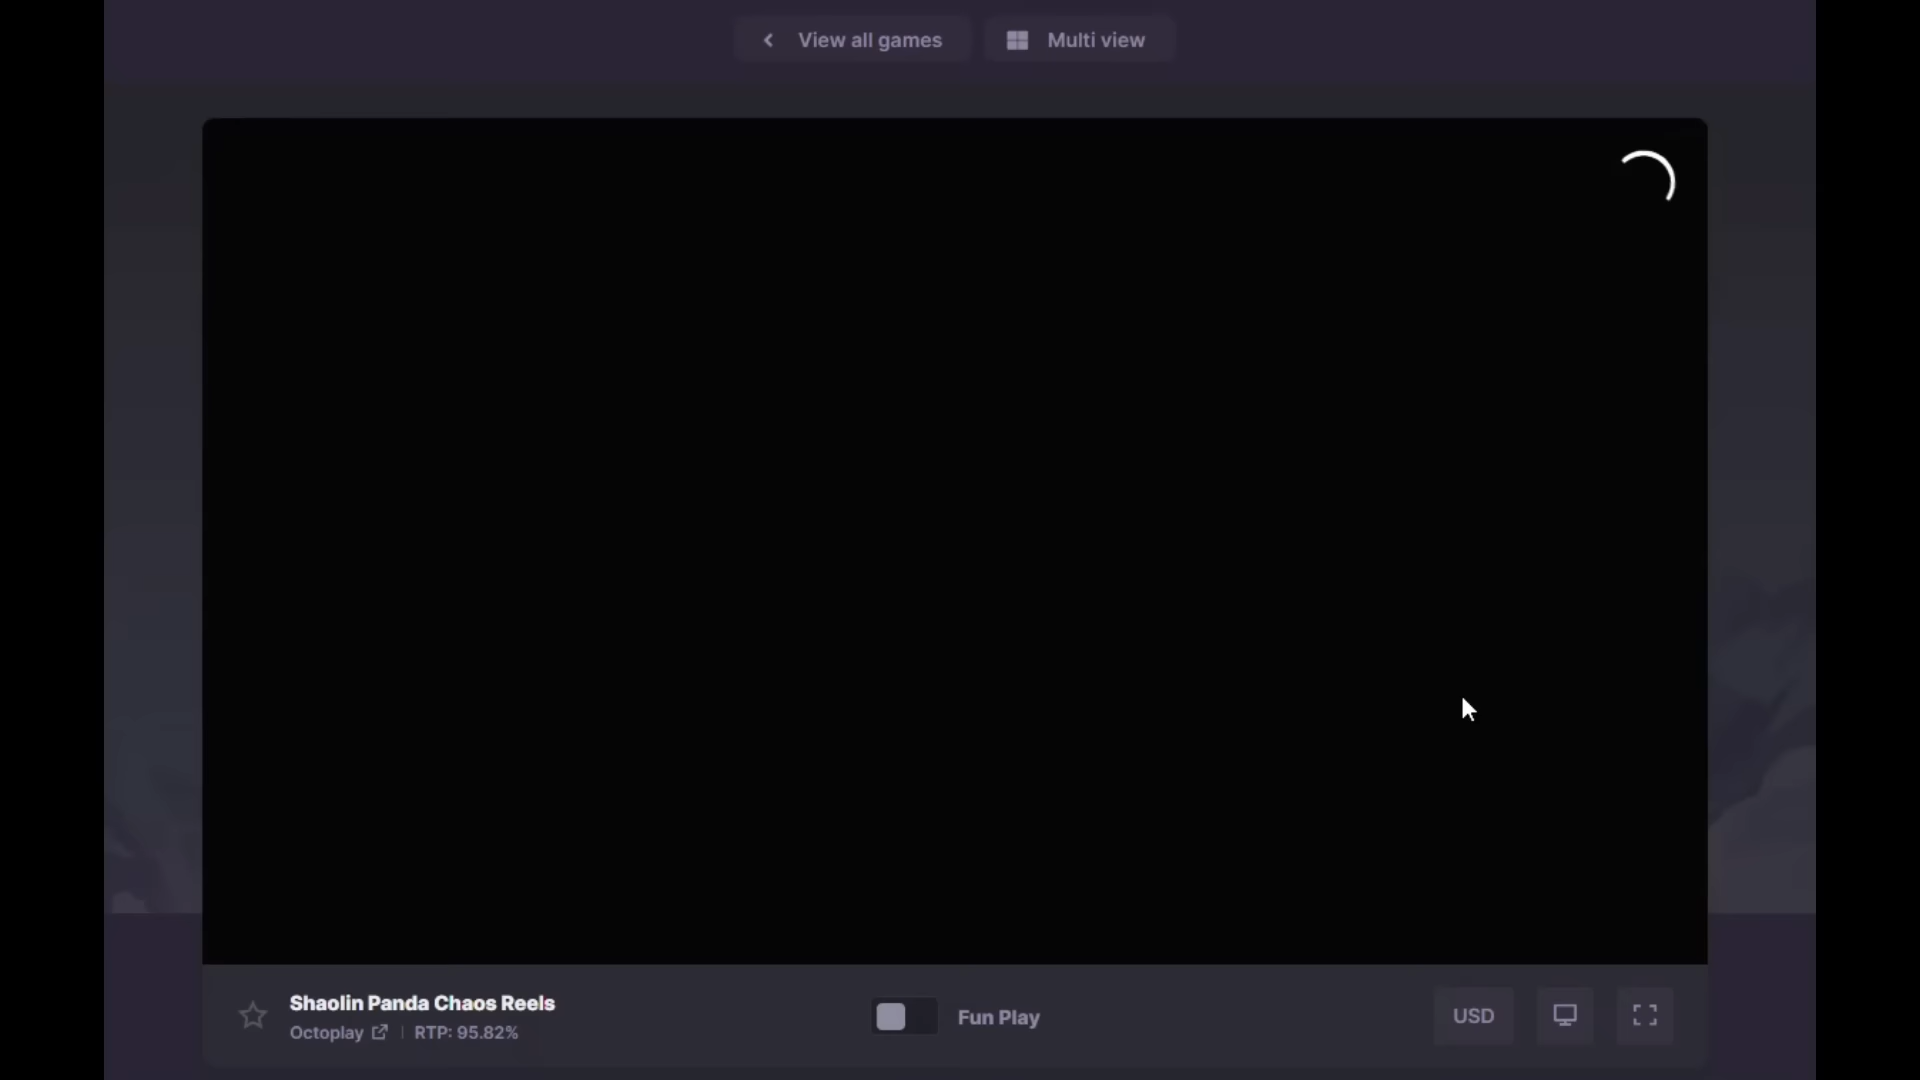 View all games
Multi view
Shaolin Panda Chaos Reels
Octoplay | RTP: 95.82%
Fun Play
USD